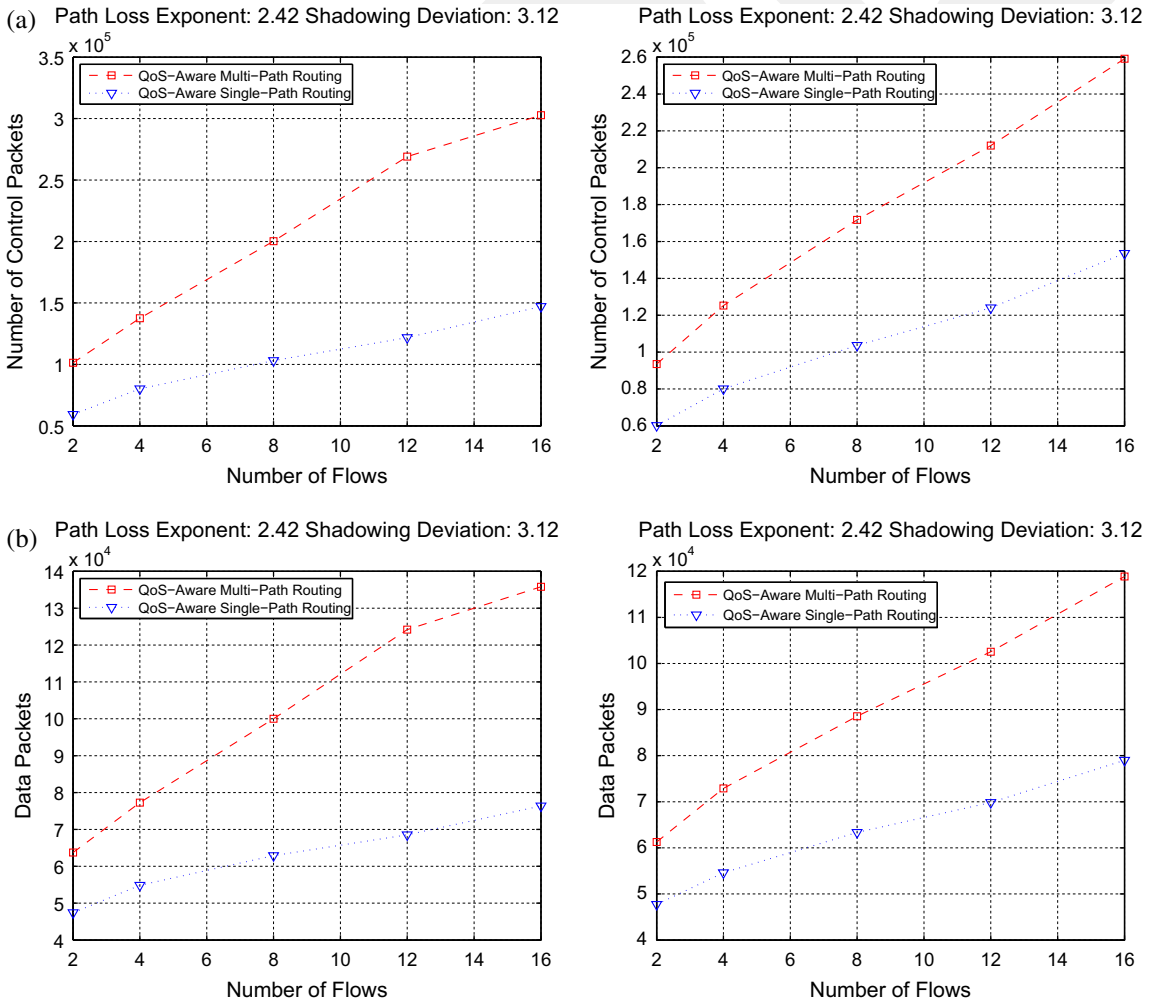 (a)
Path Loss Exponent: 2.42 Shadowing Deviation: 3.12
x 10^5
3.5
3
2.5
2
1.5
1
0.5
Number of Control Packets
QoS-Aware Multi-Path Routing
QoS-Aware Single-Path Routing
2 4 6 8 10 12 14 16
Number of Flows
Path Loss Exponent: 2.42 Shadowing Deviation: 3.12
x 10^5
2.6
2.4
2.2
2
1.8
1.6
1.4
1.2
1
0.8
0.6
Number of Control Packets
QoS-Aware Multi-Path Routing
QoS-Aware Single-Path Routing
2 4 6 8 10 12 14 16
Number of Flows
(b)
Path Loss Exponent: 2.42 Shadowing Deviation: 3.12
x 10^4
14
13
12
11
10
9
8
7
6
5
4
Data Packets
QoS-Aware Multi-Path Routing
QoS-Aware Single-Path Routing
2 4 6 8 10 12 14 16
Number of Flows
Path Loss Exponent: 2.42 Shadowing Deviation: 3.12
x 10^4
12
11
10
9
8
7
6
5
4
Data Packets
QoS-Aware Multi-Path Routing
QoS-Aware Single-Path Routing
2 4 6 8 10 12 14 16
Number of Flows